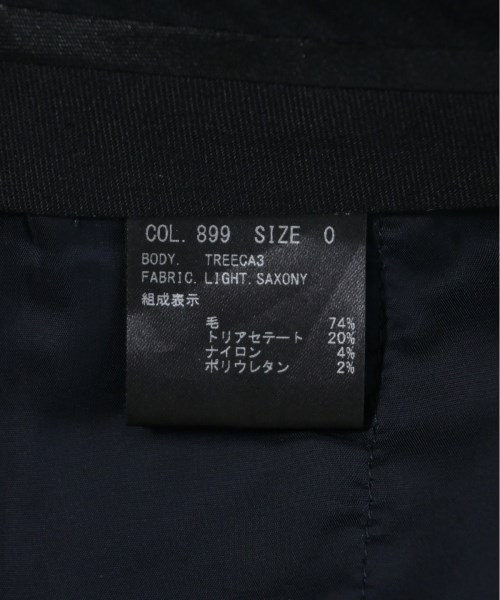 COL. 899 SIZE 0
BODY. TREECA3
FABRIC. LIGHT. SAXONY
組成表示
毛 74%
トリアセテート 20%
ナイロン 4%
ポリウレタン 2%